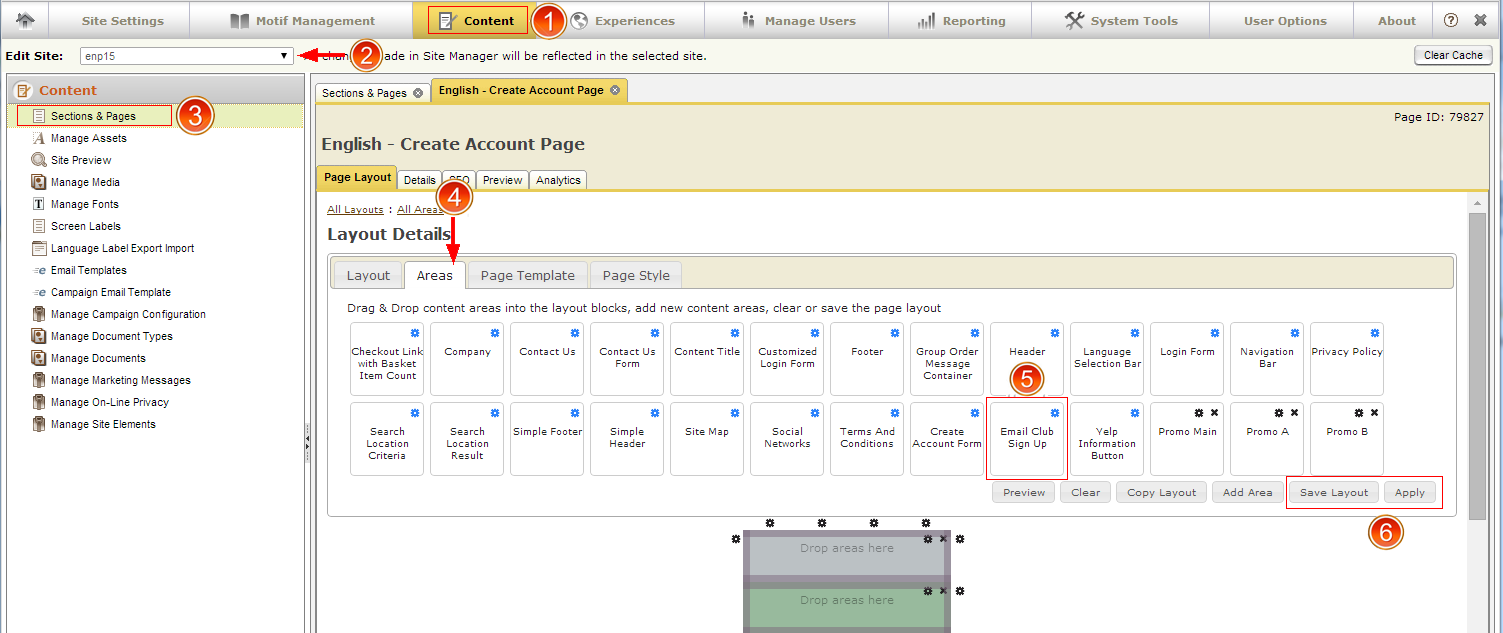 Site Settings Motif Management Content 1 Experiences Manage Users Reporting System Tools User Options About ?
Edit Site: enp15 2 ade in Site Manager will be reflected in the selected site. Clear Cache
Content
Sections & Pages 3
Manage Assets
Site Preview
Manage Media
Manage Fonts
Screen Labels
Language Label Export Import
Email Templates
Campaign Email Template
Manage Campaign Configuration
Manage Document Types
Manage Documents
Manage Marketing Messages
Manage On-Line Privacy
Manage Site Elements
Sections & Pages English - Create Account Page
Page ID: 79827
English - Create Account Page
Page Layout Details SEO Preview Analytics
4
All Layouts : All Areas
Layout Details
Layout Areas Page Template Page Style
Drag & Drop content areas into the layout blocks, add new content areas, clear or save the page layout
Checkout Link
with Basket
Item Count
Company
Contact Us
Contact Us
Form
Content Title
Customized
Login Form
Footer
Group Order
Message
Container
Header
5
Language
Selection Bar
Login Form
Navigation
Bar
Privacy Policy
Search
Location
Criteria
Search
Location
Result
Simple Footer
Simple
Header
Site Map
Social
Networks
Terms And
Conditions
Create
Account Form
Email Club
Sign Up
Yelp
Information
Button
Promo Main
Promo A
Promo B
Preview Clear Copy Layout Add Area Save Layout Apply
6
Drop areas here
Drop areas here